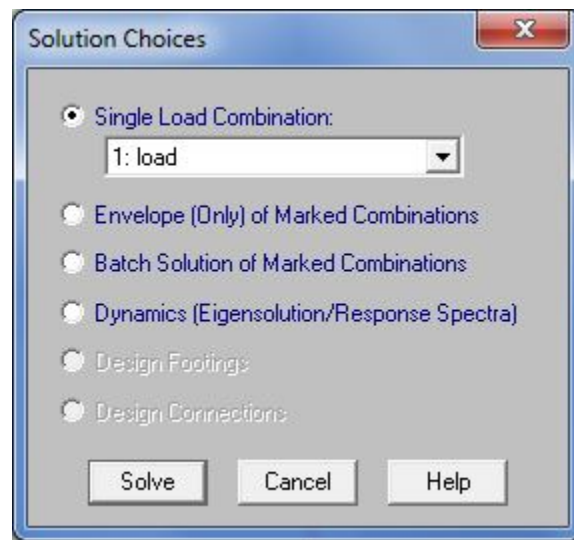 Solution Choices
Single Load Combination:
1: load
Envelope (Only) of Marked Combinations
Batch Solution of Marked Combinations
Dynamics (Eigensolution/Response Spectra)
Design Footings
Design Connections
Solve Cancel Help